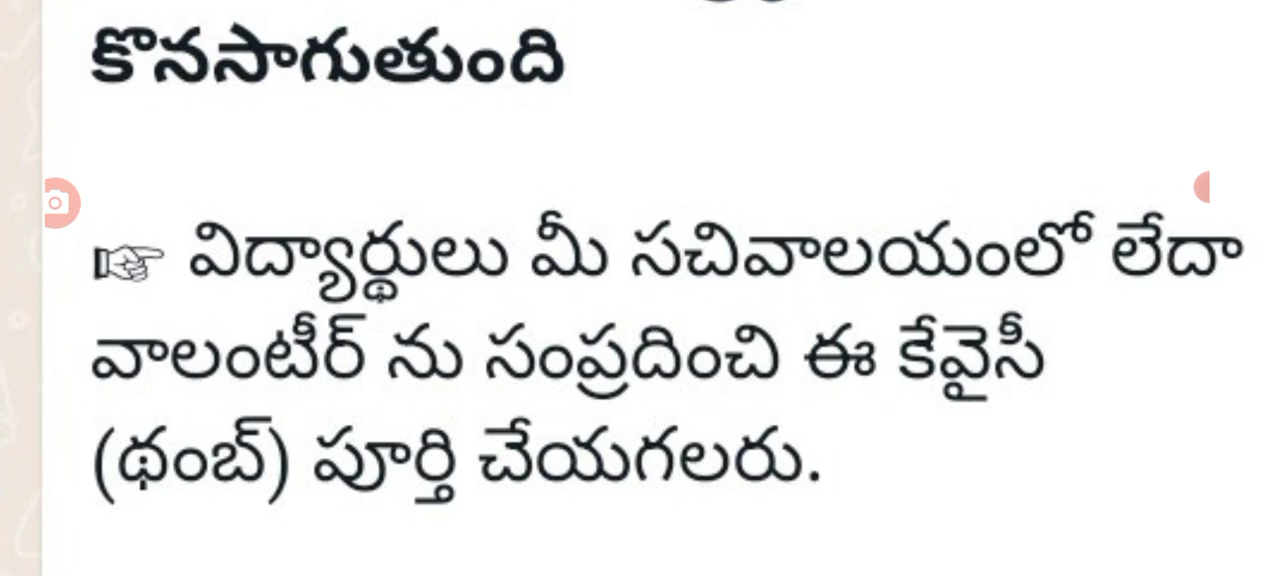 కొనసాగుతుంది
☞ విద్యార్థులు మీ సచివాలయంలో లేదా
వాలంటీర్ ను సంప్రదించి ఈ కేవైసీ
(థంబ్) పూర్తి చేయగలరు.